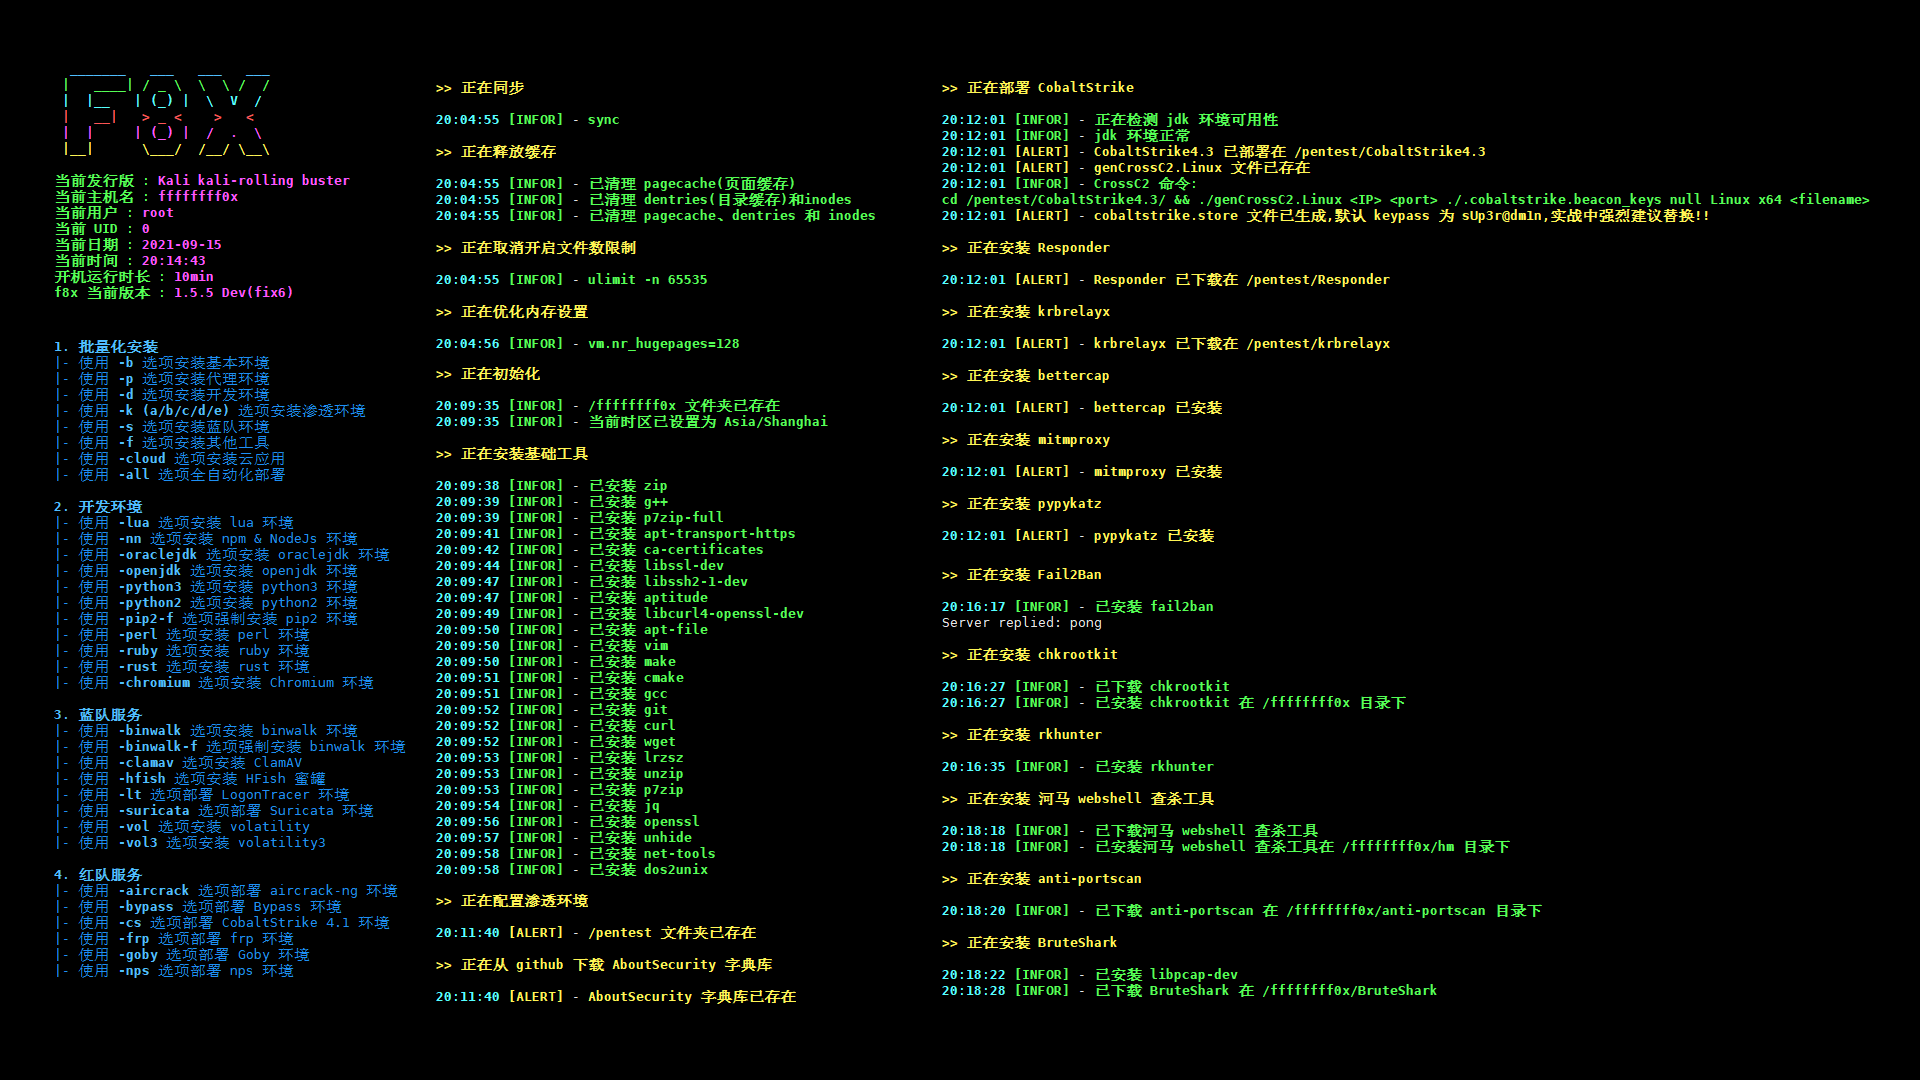 _______   ___   ___   ___
|   ____| / _ \  \  \ /  /
|  |__   | (_) |  \  V  /
|   __|   > _ <    >   <
|  |     | (_) |  /  .  \
|__|      \___/  /__/ \__\
当前发行版 : Kali kali-rolling buster
当前主机名 : ffffffff0x
当前用户 : root
当前 UID : 0
当前日期 : 2021-09-15
当前时间 : 20:14:43
开机运行时长 : 10min
f8x 当前版本 : 1.5.5 Dev(fix6)
1. 批量化安装
|- 使用 -b 选项安装基本环境
|- 使用 -p 选项安装代理环境
|- 使用 -d 选项安装开发环境
|- 使用 -k (a/b/c/d/e) 选项安装渗透环境
|- 使用 -s 选项安装蓝队环境
|- 使用 -f 选项安装其他工具
|- 使用 -cloud 选项安装云应用
|- 使用 -all 选项全自动化部署
2. 开发环境
|- 使用 -lua 选项安装 lua 环境
|- 使用 -nn 选项安装 npm & NodeJs 环境
|- 使用 -oraclejdk 选项安装 oraclejdk 环境
|- 使用 -openjdk 选项安装 openjdk 环境
|- 使用 -python3 选项安装 python3 环境
|- 使用 -python2 选项安装 python2 环境
|- 使用 -pip2-f 选项强制安装 pip2 环境
|- 使用 -perl 选项安装 perl 环境
|- 使用 -ruby 选项安装 ruby 环境
|- 使用 -rust 选项安装 rust 环境
|- 使用 -chromium 选项安装 Chromium 环境
3. 蓝队服务
|- 使用 -binwalk 选项安装 binwalk 环境
|- 使用 -binwalk-f 选项强制安装 binwalk 环境
|- 使用 -clamav 选项安装 ClamAV
|- 使用 -hfish 选项安装 HFish 蜜罐
|- 使用 -lt 选项部署 LogonTracer 环境
|- 使用 -suricata 选项部署 Suricata 环境
|- 使用 -vol 选项安装 volatility
|- 使用 -vol3 选项安装 volatility3
4. 红队服务
|- 使用 -aircrack 选项部署 aircrack-ng 环境
|- 使用 -bypass 选项部署 Bypass 环境
|- 使用 -cs 选项部署 CobaltStrike 4.1 环境
|- 使用 -frp 选项部署 frp 环境
|- 使用 -goby 选项部署 Goby 环境
|- 使用 -nps 选项部署 nps 环境
>> 正在同步
20:04:55 [INFOR] - sync
>> 正在释放缓存
20:04:55 [INFOR] - 已清理 pagecache(页面缓存)
20:04:55 [INFOR] - 已清理 dentries(目录缓存)和inodes
20:04:55 [INFOR] - 已清理 pagecache、dentries 和 inodes
>> 正在取消开启文件数限制
20:04:55 [INFOR] - ulimit -n 65535
>> 正在优化内存设置
20:04:56 [INFOR] - vm.nr_hugepages=128
>> 正在初始化
20:09:35 [INFOR] - /ffffffff0x 文件夹已存在
20:09:35 [INFOR] - 当前时区已设置为 Asia/Shanghai
>> 正在安装基础工具
20:09:38 [INFOR] - 已安装 zip
20:09:39 [INFOR] - 已安装 g++
20:09:39 [INFOR] - 已安装 p7zip-full
20:09:41 [INFOR] - 已安装 apt-transport-https
20:09:42 [INFOR] - 已安装 ca-certificates
20:09:44 [INFOR] - 已安装 libssl-dev
20:09:47 [INFOR] - 已安装 libssh2-1-dev
20:09:47 [INFOR] - 已安装 aptitude
20:09:49 [INFOR] - 已安装 libcurl4-openssl-dev
20:09:50 [INFOR] - 已安装 apt-file
20:09:50 [INFOR] - 已安装 vim
20:09:50 [INFOR] - 已安装 make
20:09:51 [INFOR] - 已安装 cmake
20:09:51 [INFOR] - 已安装 gcc
20:09:52 [INFOR] - 已安装 git
20:09:52 [INFOR] - 已安装 curl
20:09:52 [INFOR] - 已安装 wget
20:09:53 [INFOR] - 已安装 lrzsz
20:09:53 [INFOR] - 已安装 unzip
20:09:53 [INFOR] - 已安装 p7zip
20:09:54 [INFOR] - 已安装 jq
20:09:56 [INFOR] - 已安装 openssl
20:09:57 [INFOR] - 已安装 unhide
20:09:58 [INFOR] - 已安装 net-tools
20:09:58 [INFOR] - 已安装 dos2unix
>> 正在配置渗透环境
20:11:40 [ALERT] - /pentest 文件夹已存在
>> 正在从 github 下载 AboutSecurity 字典库
20:11:40 [ALERT] - AboutSecurity 字典库已存在
>> 正在部署 CobaltStrike
20:12:01 [INFOR] - 正在检测 jdk 环境可用性
20:12:01 [INFOR] - jdk 环境正常
20:12:01 [ALERT] - CobaltStrike4.3 已部署在 /pentest/CobaltStrike4.3
20:12:01 [ALERT] - genCrossC2.Linux 文件已存在
20:12:01 [INFOR] - CrossC2 命令:
cd /pentest/CobaltStrike4.3/ && ./genCrossC2.Linux <IP> <port> ./.cobaltstrike.beacon_keys null Linux x64 <filename>
20:12:01 [ALERT] - cobaltstrike.store 文件已生成,默认 keypass 为 sUp3r@dm1n,实战中强烈建议替换!!
>> 正在安装 Responder
20:12:01 [ALERT] - Responder 已下载在 /pentest/Responder
>> 正在安装 krbrelayx
20:12:01 [ALERT] - krbrelayx 已下载在 /pentest/krbrelayx
>> 正在安装 bettercap
20:12:01 [ALERT] - bettercap 已安装
>> 正在安装 mitmproxy
20:12:01 [ALERT] - mitmproxy 已安装
>> 正在安装 pypykatz
20:12:01 [ALERT] - pypykatz 已安装
>> 正在安装 Fail2Ban
20:16:17 [INFOR] - 已安装 fail2ban
Server replied: pong
>> 正在安装 chkrootkit
20:16:27 [INFOR] - 已下载 chkrootkit
20:16:27 [INFOR] - 已安装 chkrootkit 在 /ffffffff0x 目录下
>> 正在安装 rkhunter
20:16:35 [INFOR] - 已安装 rkhunter
>> 正在安装 河马 webshell 查杀工具
20:18:18 [INFOR] - 已下载河马 webshell 查杀工具
20:18:18 [INFOR] - 已安装河马 webshell 查杀工具在 /ffffffff0x/hm 目录下
>> 正在安装 anti-portscan
20:18:20 [INFOR] - 已下载 anti-portscan 在 /ffffffff0x/anti-portscan 目录下
>> 正在安装 BruteShark
20:18:22 [INFOR] - 已安装 libpcap-dev
20:18:28 [INFOR] - 已下载 BruteShark 在 /ffffffff0x/BruteShark